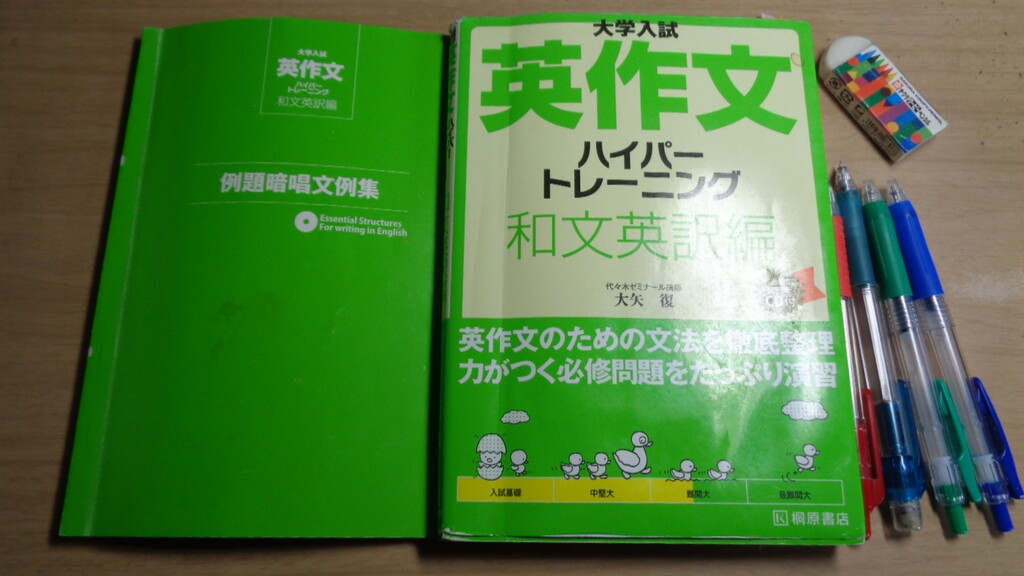 大学入試
英作文
ハイパー
トレーニング
和文英訳編
例題暗唱文例集
Essential Structures
For writing in English
大学入試
英作文
ハイパー
トレーニング
和文英訳編
代々木ゼミナール講師
大矢 復
英作文のための文法を徹底整理
力がつく必修問題をたっぷり演習
入試基礎
中堅大
難関大
最難関大
桐原書店